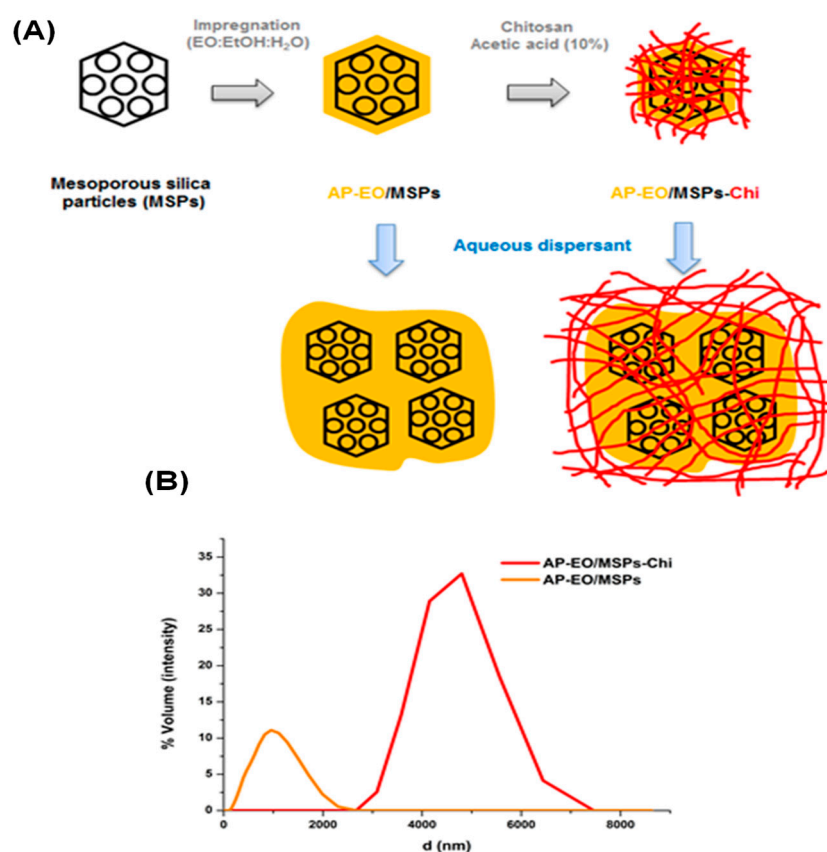 (A)
Impregnation
(EO:EtOH:H₂O)
Chitosan
Acetic acid (10%)
Mesoporous silica
particles (MSPs)
AP-EO/MSPs
AP-EO/MSPs-Chi
Aqueous dispersant
(B)
AP-EO/MSPs-Chi
AP-EO/MSPs
% Volume (intensity)
35
30
25
20
15
10
5
0
0
2000
4000
6000
8000
d (nm)